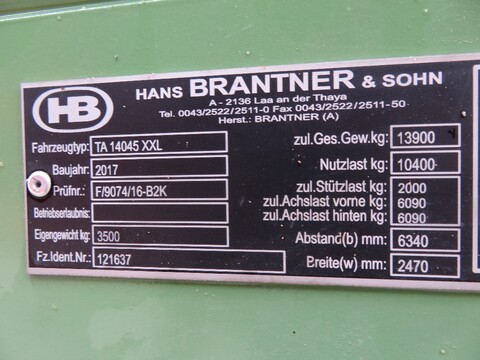 HB
HANS BRANTNER & SOHN
A - 2136 Laa an der Thaya
Tel. 0043/2522/2511-0 Fax 0043/2522/2511-50
Herst.: BRANTNER (A)
Fahrzeugtyp: TA 14045 XXL
Baujahr: 2017
Prüfnr.: F/9074/16-B2K
Betriebserlaubnis:
Eigengewicht kg: 3500
Fz.Ident.Nr.: 121637
zul.Ges.Gew.kg: 13900
Nutzlast kg: 10400
zul.Stützlast kg: 2000
zul.Achslast vorne kg: 6090
zul.Achslast hinten kg: 6090
Abstand(b) mm: 6340
Breite(w) mm: 2470